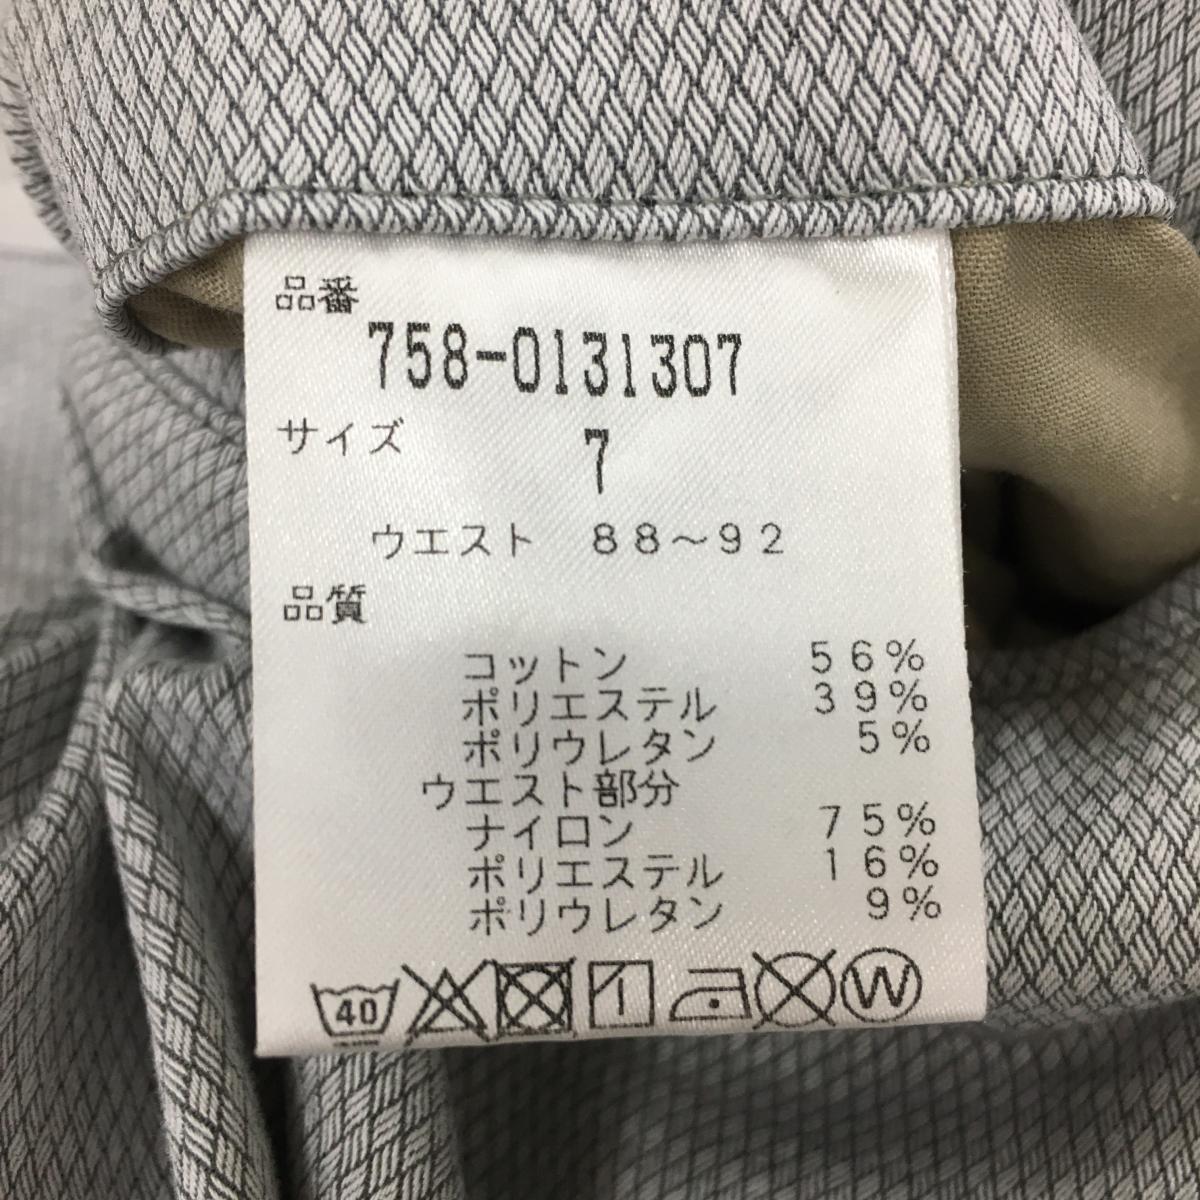 品番
758-0131307
サイズ 7
ウエスト 88～92
品質
コットン 56%
ポリエステル 39%
ポリウレタン 5%
ウエスト部分
ナイロン 75%
ポリエステル 16%
ポリウレタン 9%
40 W